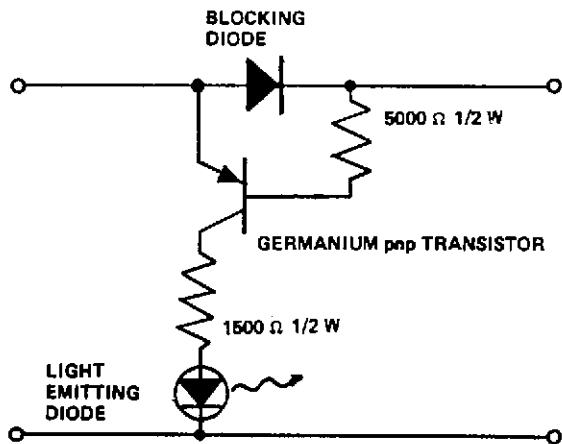 BLOCKING
DIODE
5000 Ω 1/2 W
GERMANIUM pnp TRANSISTOR
1500 Ω 1/2 W
LIGHT
EMITTING
DIODE